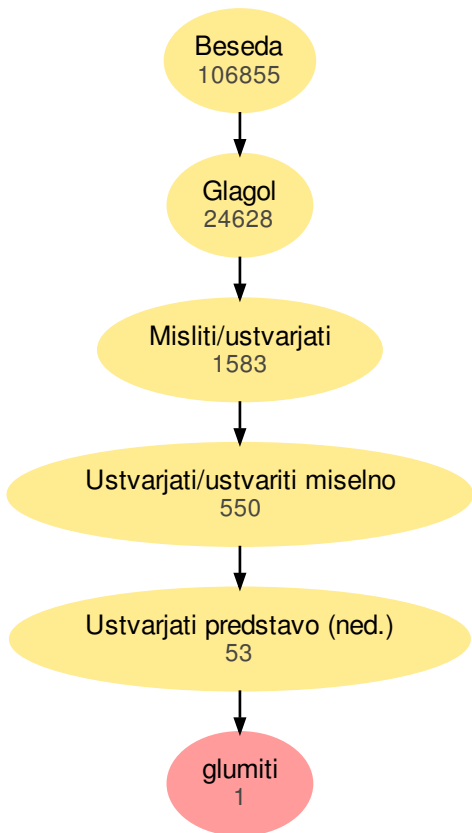 Beseda
106855
Glagol
24628
Misliti/ustvarjati
1583
Ustvarjati/ustvariti miselno
550
Ustvarjati predstavo (ned.)
53
glumiti
1